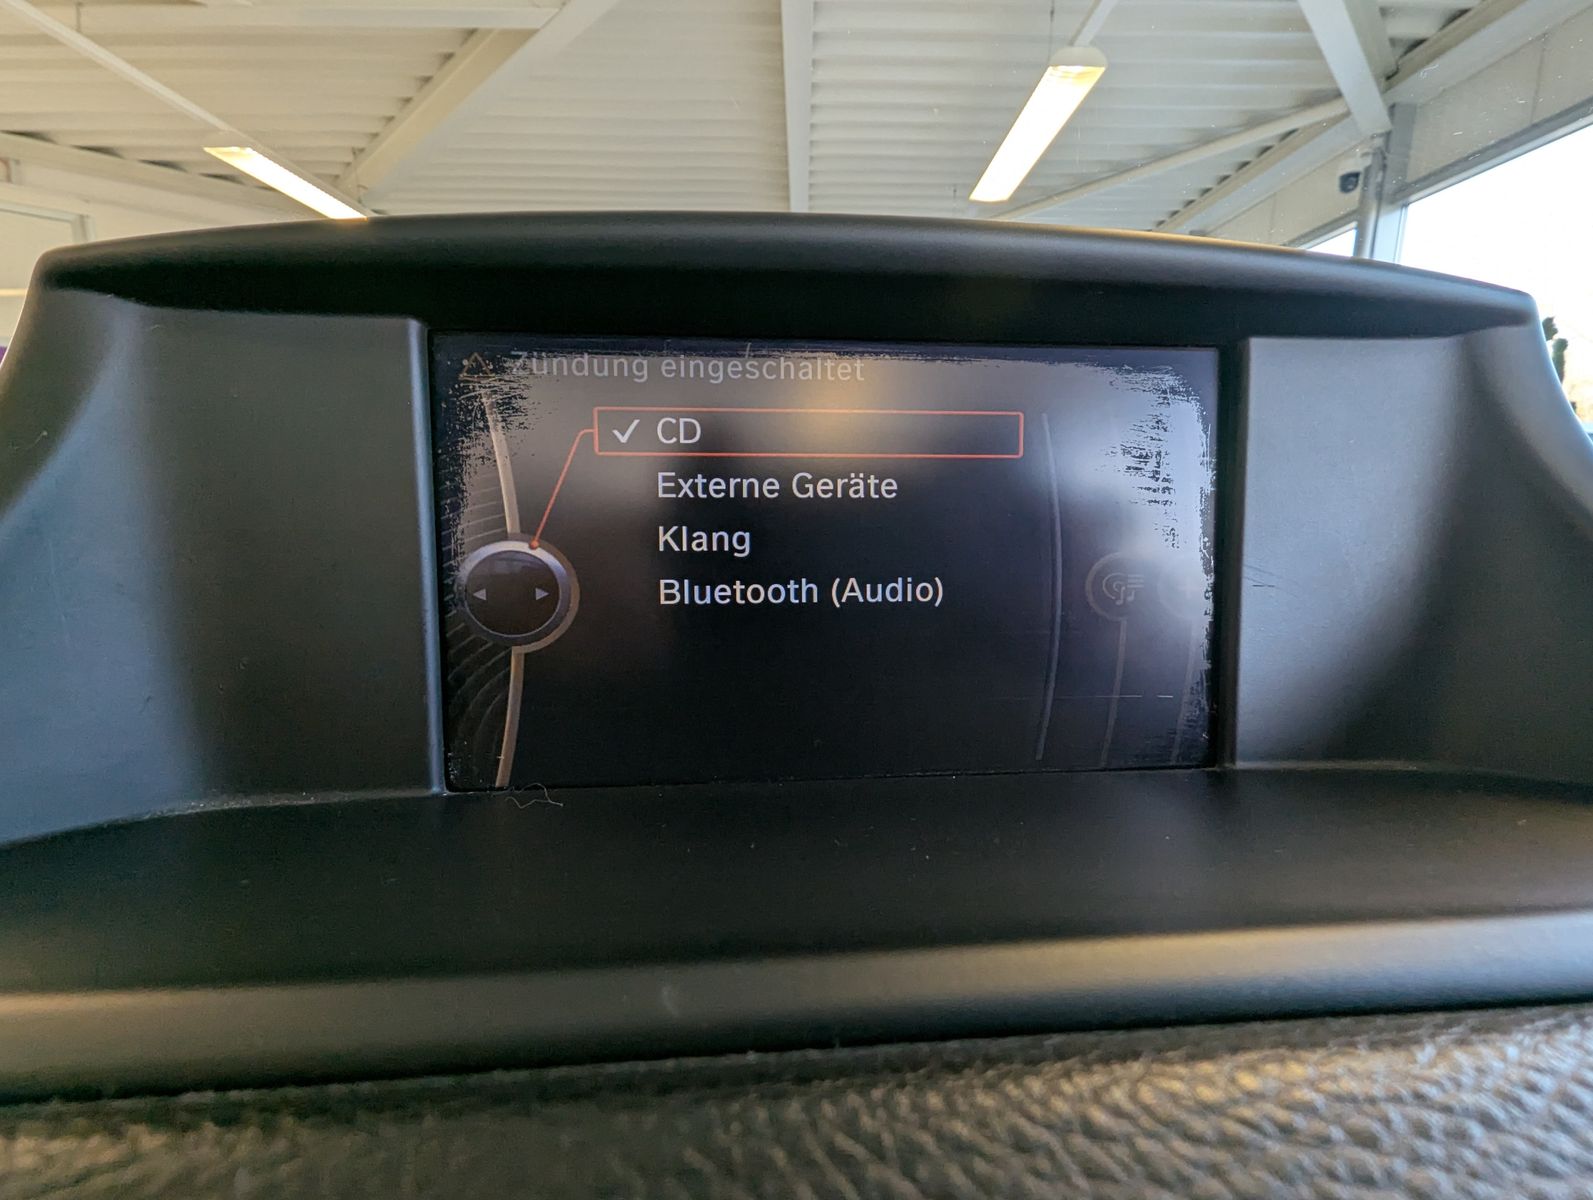 Zündung eingeschaltet
CD
Externe Geräte
Klang
Bluetooth (Audio)